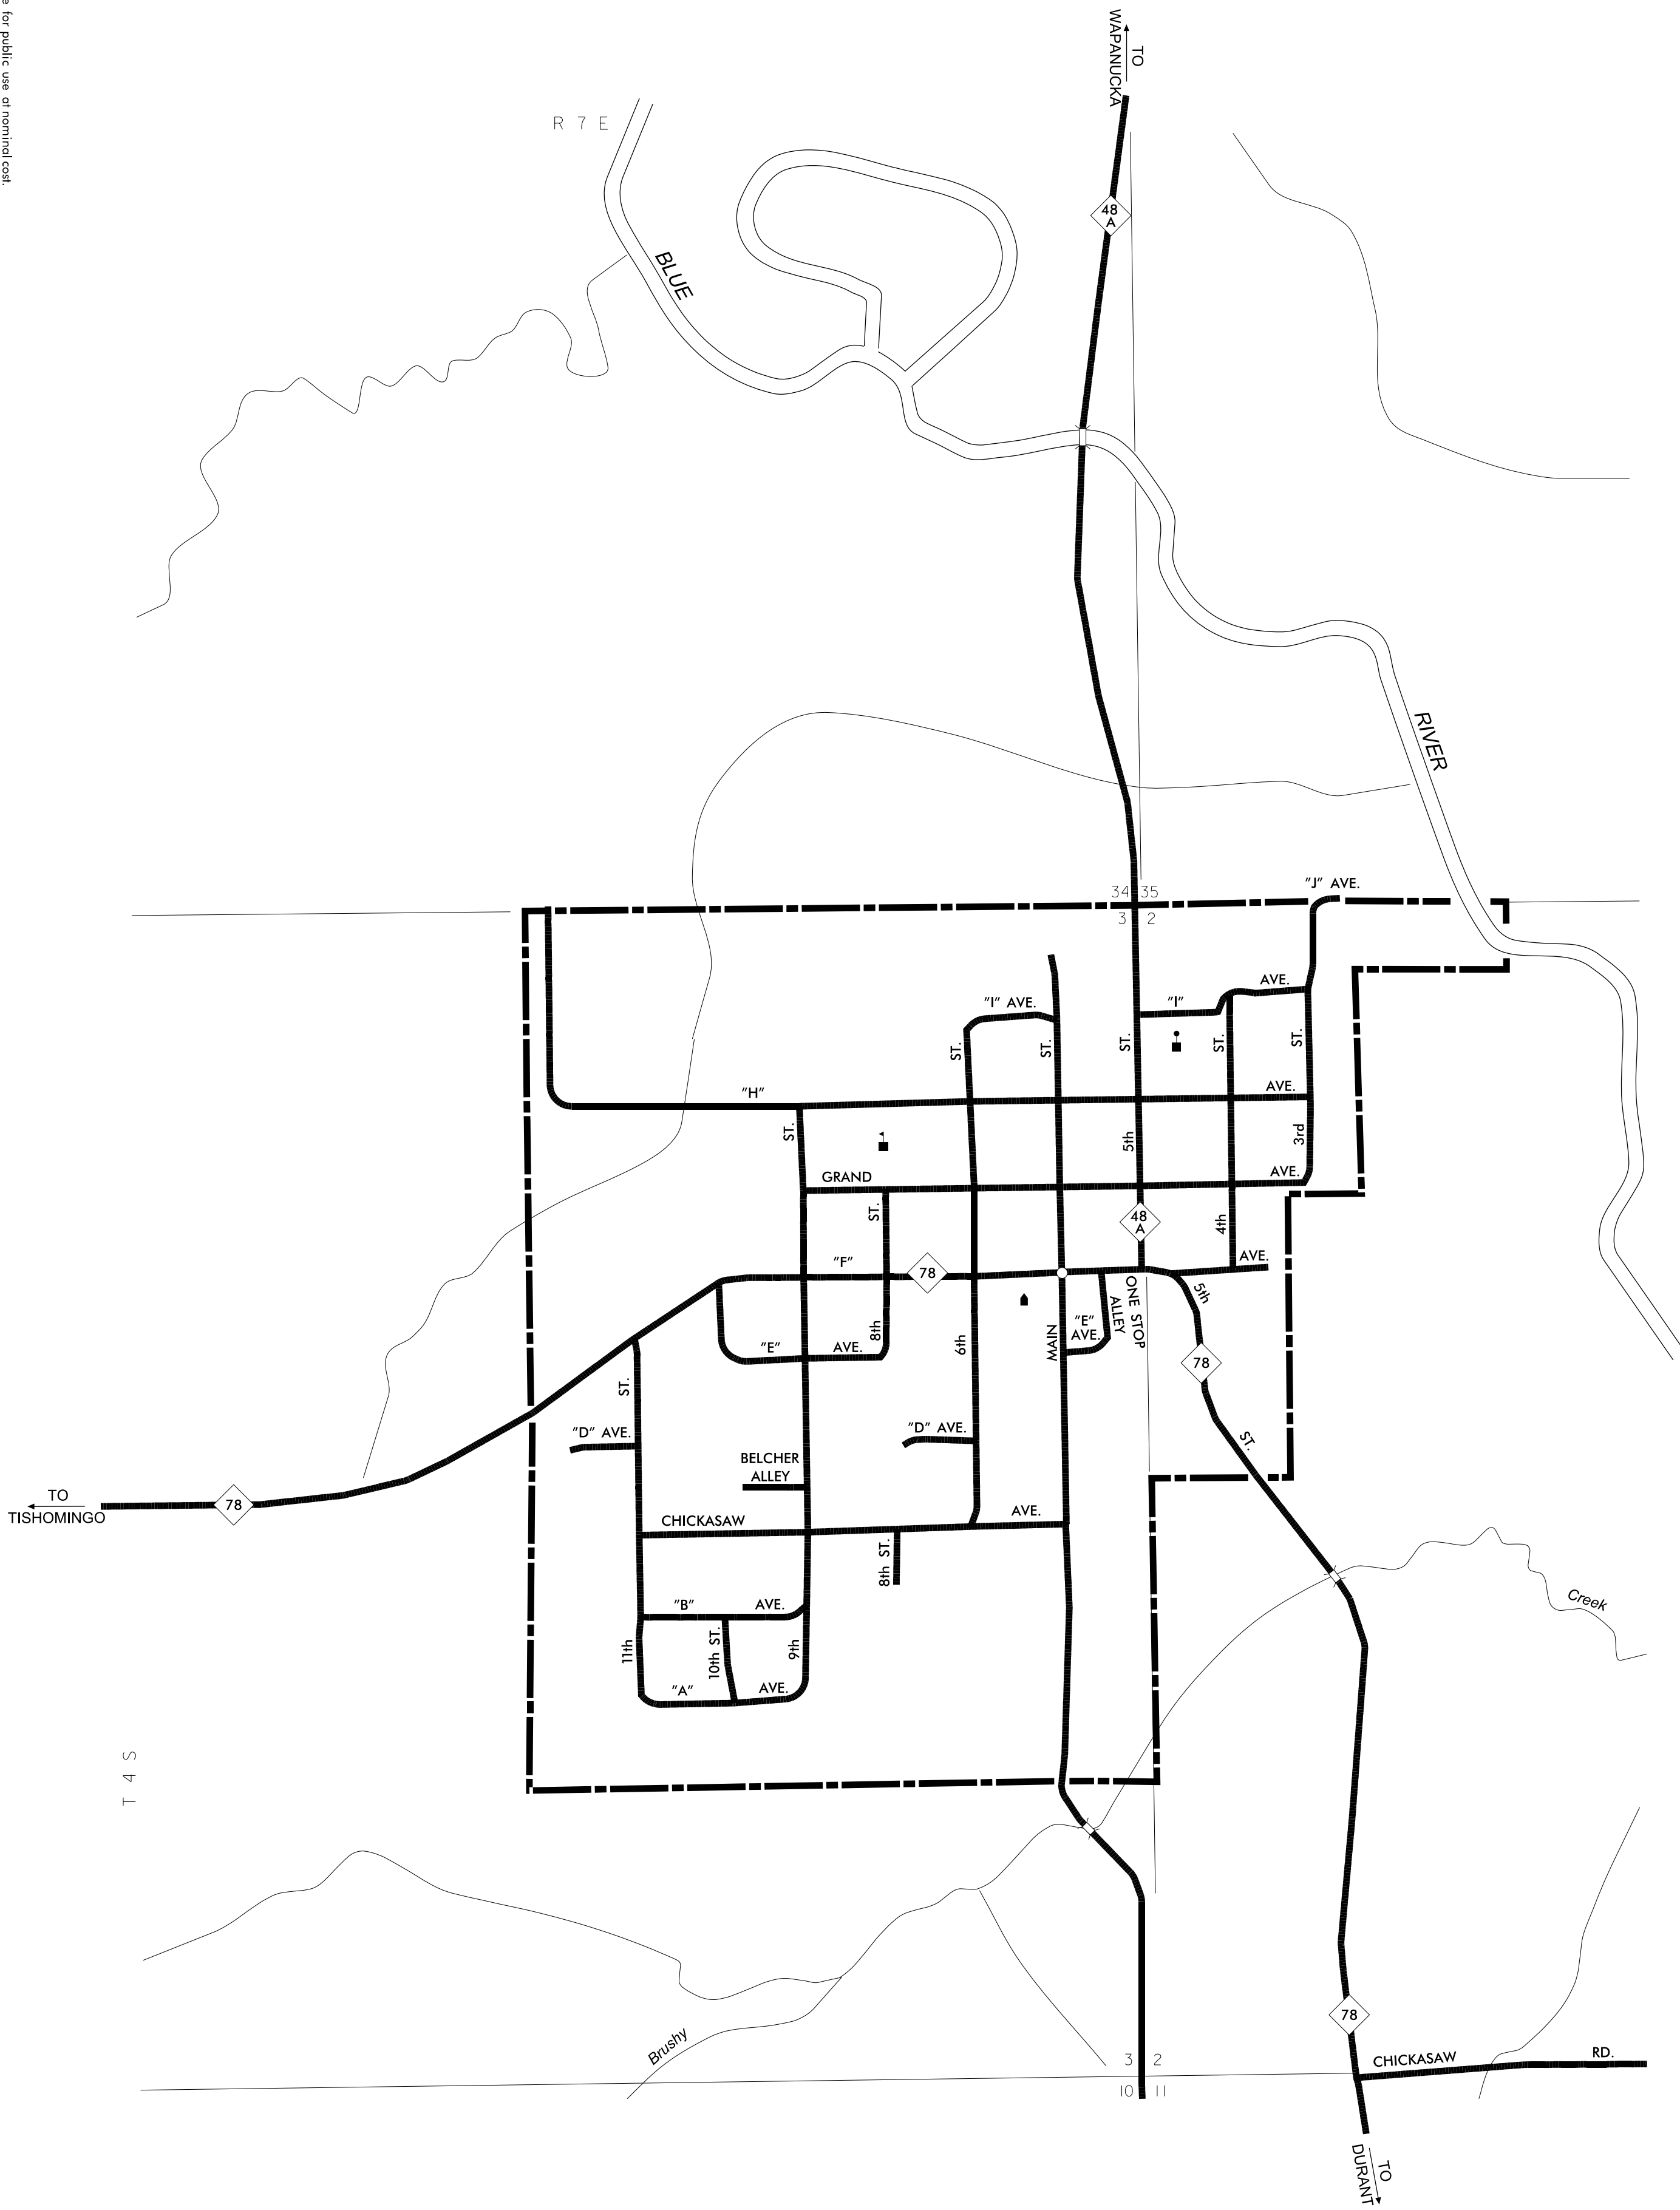 e for public use at nominal cost.
TO
WAPANUCKA
R 7 E
48
A
BLUE
RIVER
34 35
3 2
"J" AVE.
AVE.
"I" AVE.
"I"
ST.
ST.
ST.
ST.
ST.
"H"
AVE.
ST.
5th
3rd
GRAND
AVE.
ST.
48
A
4th
"F"
78
AVE.
5th
ONE STOP
ALLEY
"E"
AVE.
MAIN
6th
8th
"E"
AVE.
78
ST.
ST.
"D" AVE.
"D" AVE.
BELCHER
ALLEY
TO
TISHOMINGO
78
CHICKASAW
AVE.
8th ST.
"B"
AVE.
11th
10th ST.
9th
"A"
AVE.
Creek
T 4 S
Brushy
78
3 2
10 11
CHICKASAW
RD.
TO
DURANT